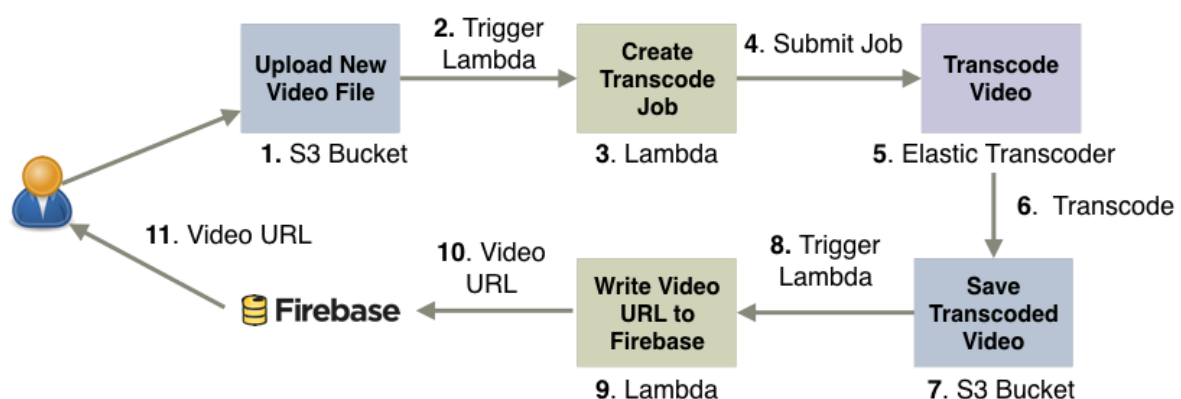 2. Trigger
Lambda
4. Submit Job
Upload New
Video File
Create
Transcode
Job
Transcode
Video
1. S3 Bucket
3. Lambda
5. Elastic Transcoder
6. Transcode
11. Video URL
10. Video
URL
8. Trigger
Lambda
Firebase
Write Video
URL to
Firebase
Save
Transcoded
Video
9. Lambda
7. S3 Bucket